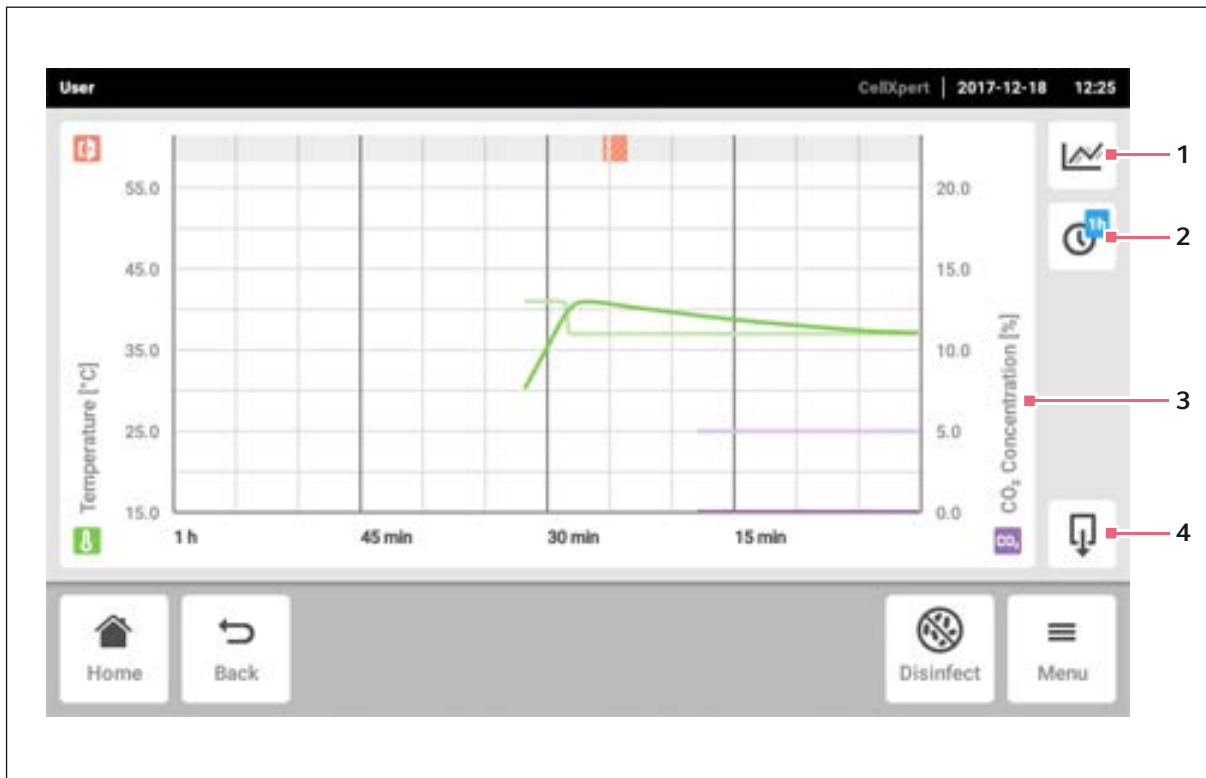 User
CellXpert | 2017-12-18 12:25
1
55.0
20.0
1h
2
45.0
15.0
35.0
10.0
Temperature [°C]
CO₂ Concentration [%]
3
25.0
5.0
15.0
0.0
1 h
45 min
30 min
15 min
CO₂
4
Home
Back
Disinfect
Menu